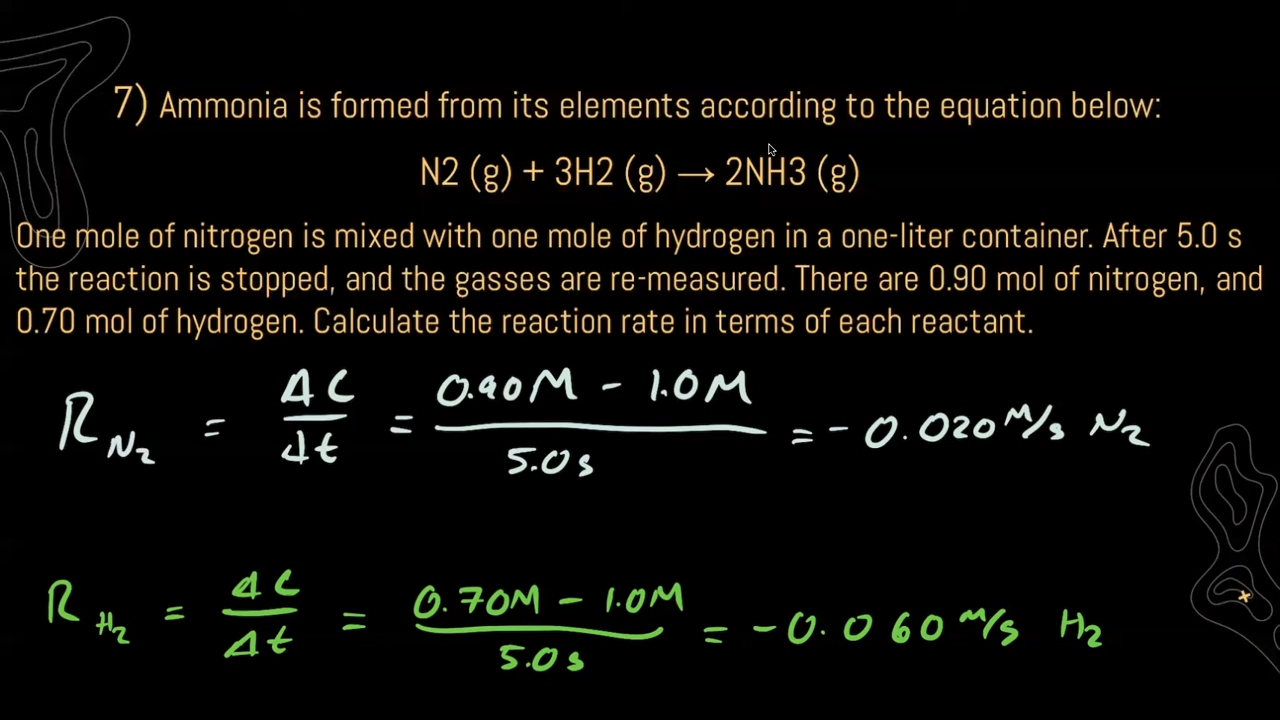 7) Ammonia is formed from its elements according to the equation below:
N2 (g) + 3H2 (g) → 2NH3 (g)
One mole of nitrogen is mixed with one mole of hydrogen in a one-liter container. After 5.0 s
the reaction is stopped, and the gasses are re-measured. There are 0.90 mol of nitrogen, and
0.70 mol of hydrogen. Calculate the reaction rate in terms of each reactant.
R N2 = ΔC/Δt = (0.90M - 1.0M)/5.0s = -0.020 M/s N2
R H2 = ΔC/Δt = (0.70M - 1.0M)/5.0s = -0.060 M/s H2